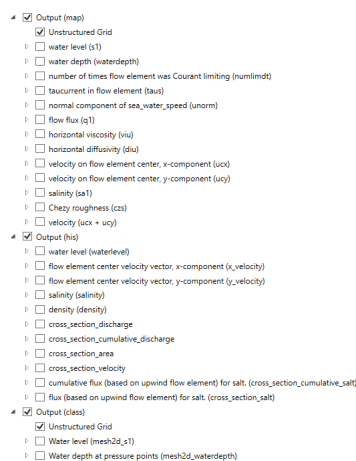 Output (map)
Unstructured Grid
water level (s1)
water depth (waterdepth)
number of times flow element was Courant limiting (numlimdt)
taucurrent in flow element (taus)
normal component of sea_water_speed (unorm)
flow flux (q1)
horizontal viscosity (viu)
horizontal diffusivity (diu)
velocity on flow element center, x-component (ucx)
velocity on flow element center, y-component (ucy)
salinity (sa1)
Chezy roughness (czs)
velocity (ucx + ucy)
Output (his)
water level (waterlevel)
flow element center velocity vector, x-component (x_velocity)
flow element center velocity vector, y-component (y_velocity)
salinity (salinity)
density (density)
cross_section_discharge
cross_section_cumulative_discharge
cross_section_area
cross_section_velocity
cumulative flux (based on upwind flow element) for salt. (cross_section_cumulative_salt)
flux (based on upwind flow element) for salt. (cross_section_salt)
Output (class)
Unstructured Grid
Water level (mesh2d_s1)
Water depth at pressure points (mesh2d_waterdepth)